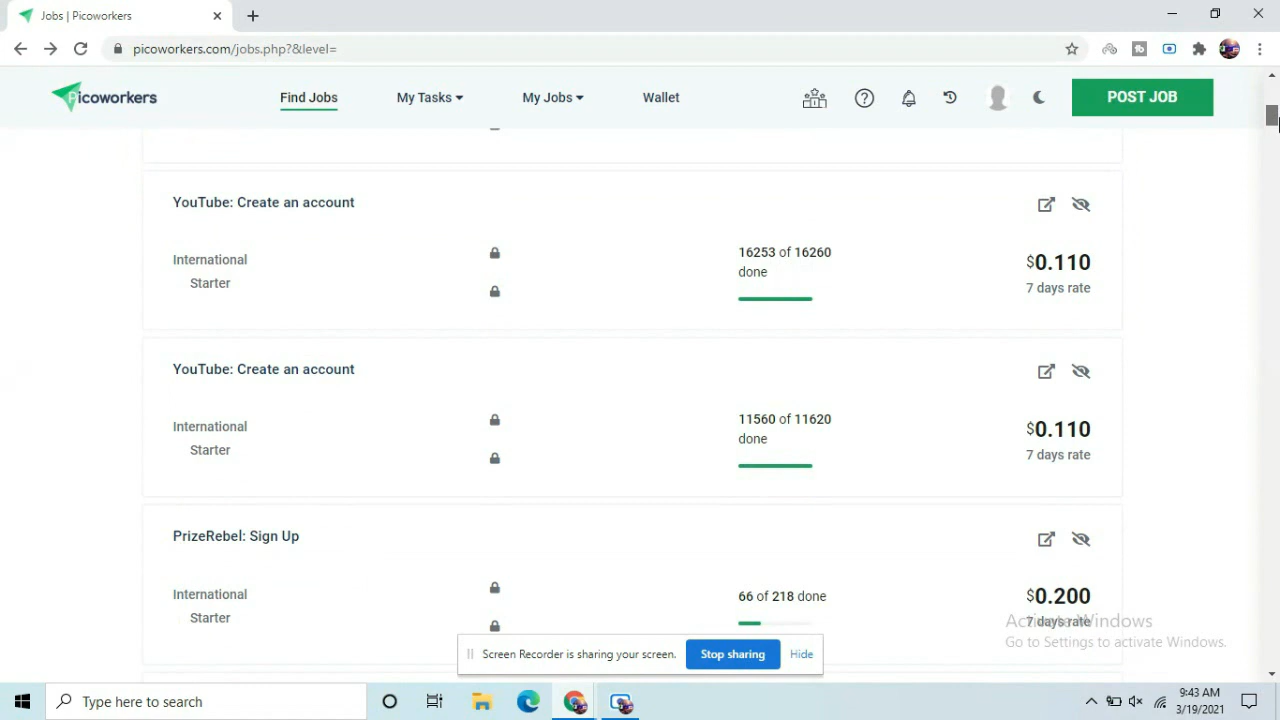 Jobs | Picoworkers
picoworkers.com/jobs.php?&level=
Picoworkers
Find Jobs
My Tasks
My Jobs
Wallet
POST JOB
YouTube: Create an account
International
Starter
16253 of 16260
done
$0.110
7 days rate
YouTube: Create an account
International
Starter
11560 of 11620
done
$0.110
7 days rate
PrizeRebel: Sign Up
International
Starter
66 of 218 done
$0.200
7 days rate
Activate Windows
Go to Settings to activate Windows.
Screen Recorder is sharing your screen.
Stop sharing
Hide
Type here to search
9:43 AM
3/19/2021